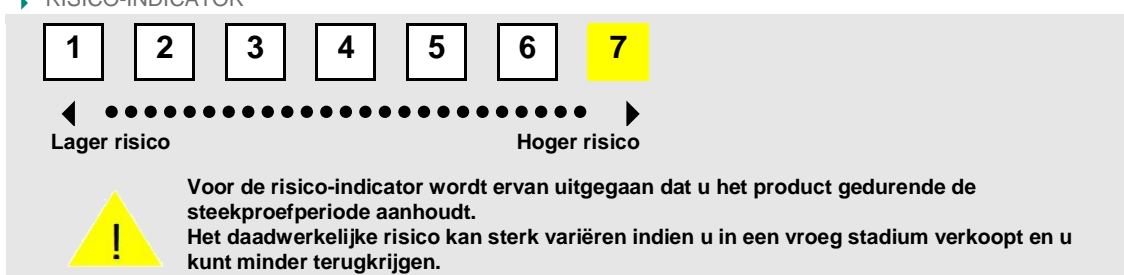 RISICO-INDICATOR
1 2 3 4 5 6 7
Lager risico Hoger risico
Voor de risico-indicator wordt ervan uitgegaan dat u het product gedurende de
steekproefperiode aanhoudt.
!
Het daadwerkelijke risico kan sterk variëren indien u in een vroeg stadium verkoopt en u
kunt minder terugkrijgen.